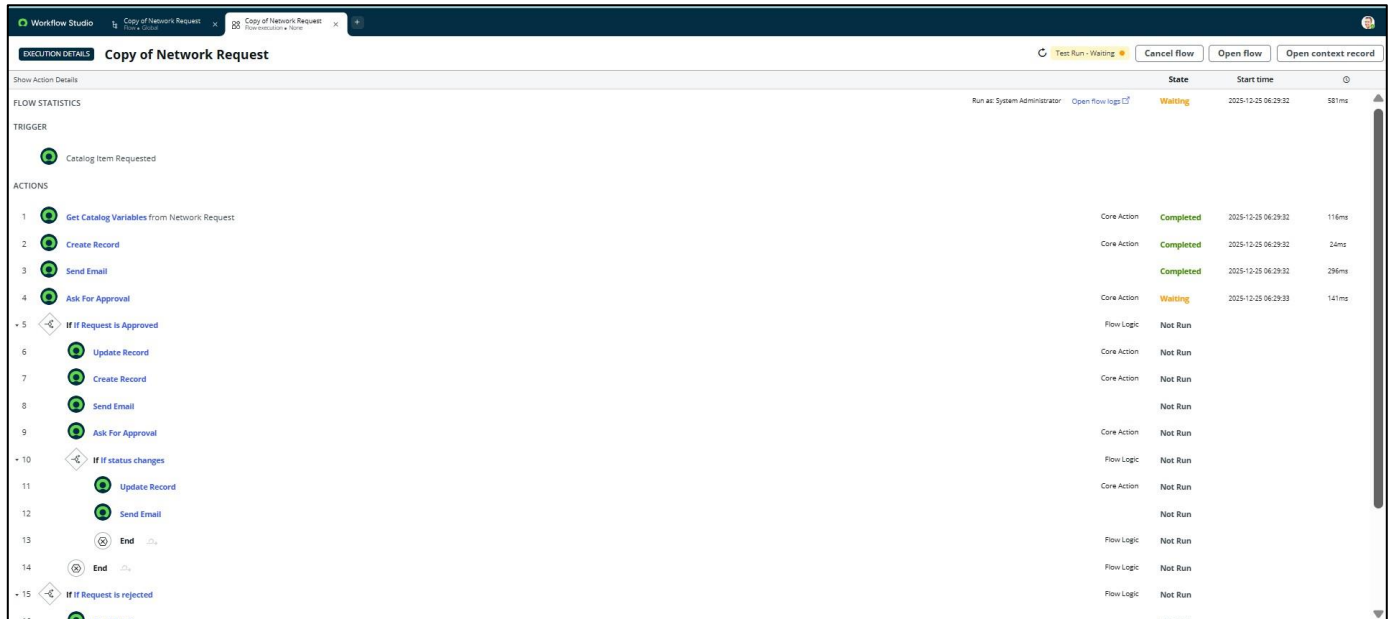 Workflow Studio
Copy of Network Request
Flow • Global
Copy of Network Request
Flow execution • None
EXECUTION DETAILS Copy of Network Request Test Run - Waiting Cancel flow Open flow Open context record
Show Action Details State Start time
FLOW STATISTICS Run as: System Administrator Open flow logs Waiting 2025-12-25 06:29:32 581ms
TRIGGER
Catalog Item Requested
ACTIONS
1 Get Catalog Variables from Network Request Core Action Completed 2025-12-25 06:29:32 116ms
2 Create Record Core Action Completed 2025-12-25 06:29:32 24ms
3 Send Email Completed 2025-12-25 06:29:32 296ms
4 Ask For Approval Core Action Waiting 2025-12-25 06:29:33 141ms
5 If If Request is Approved Flow Logic Not Run
6 Update Record Core Action Not Run
7 Create Record Core Action Not Run
8 Send Email Not Run
9 Ask For Approval Core Action Not Run
10 If If status changes Flow Logic Not Run
11 Update Record Core Action Not Run
12 Send Email Not Run
13 End Flow Logic Not Run
14 End Flow Logic Not Run
15 If If Request is rejected Flow Logic Not Run